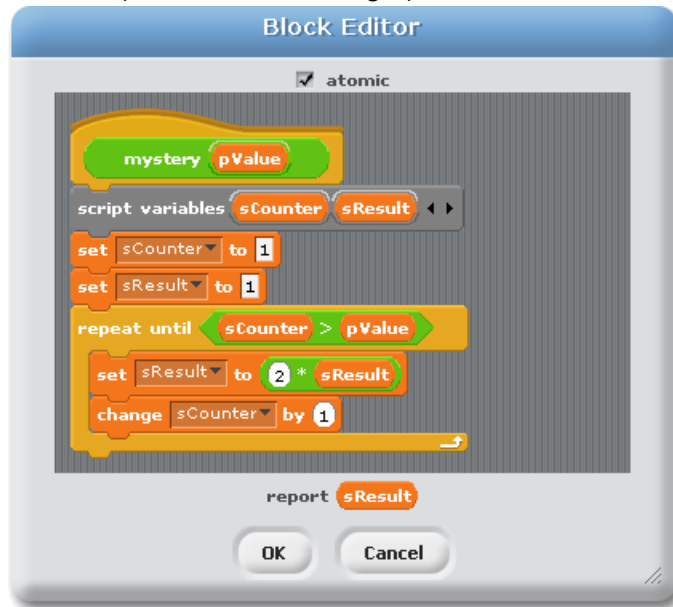 Block Editor
atomic
mystery pValue
script variables sCounter sResult
set sCounter to 1
set sResult to 1
repeat until sCounter > pValue
set sResult to 2 * sResult
change sCounter by 1
report sResult
OK Cancel